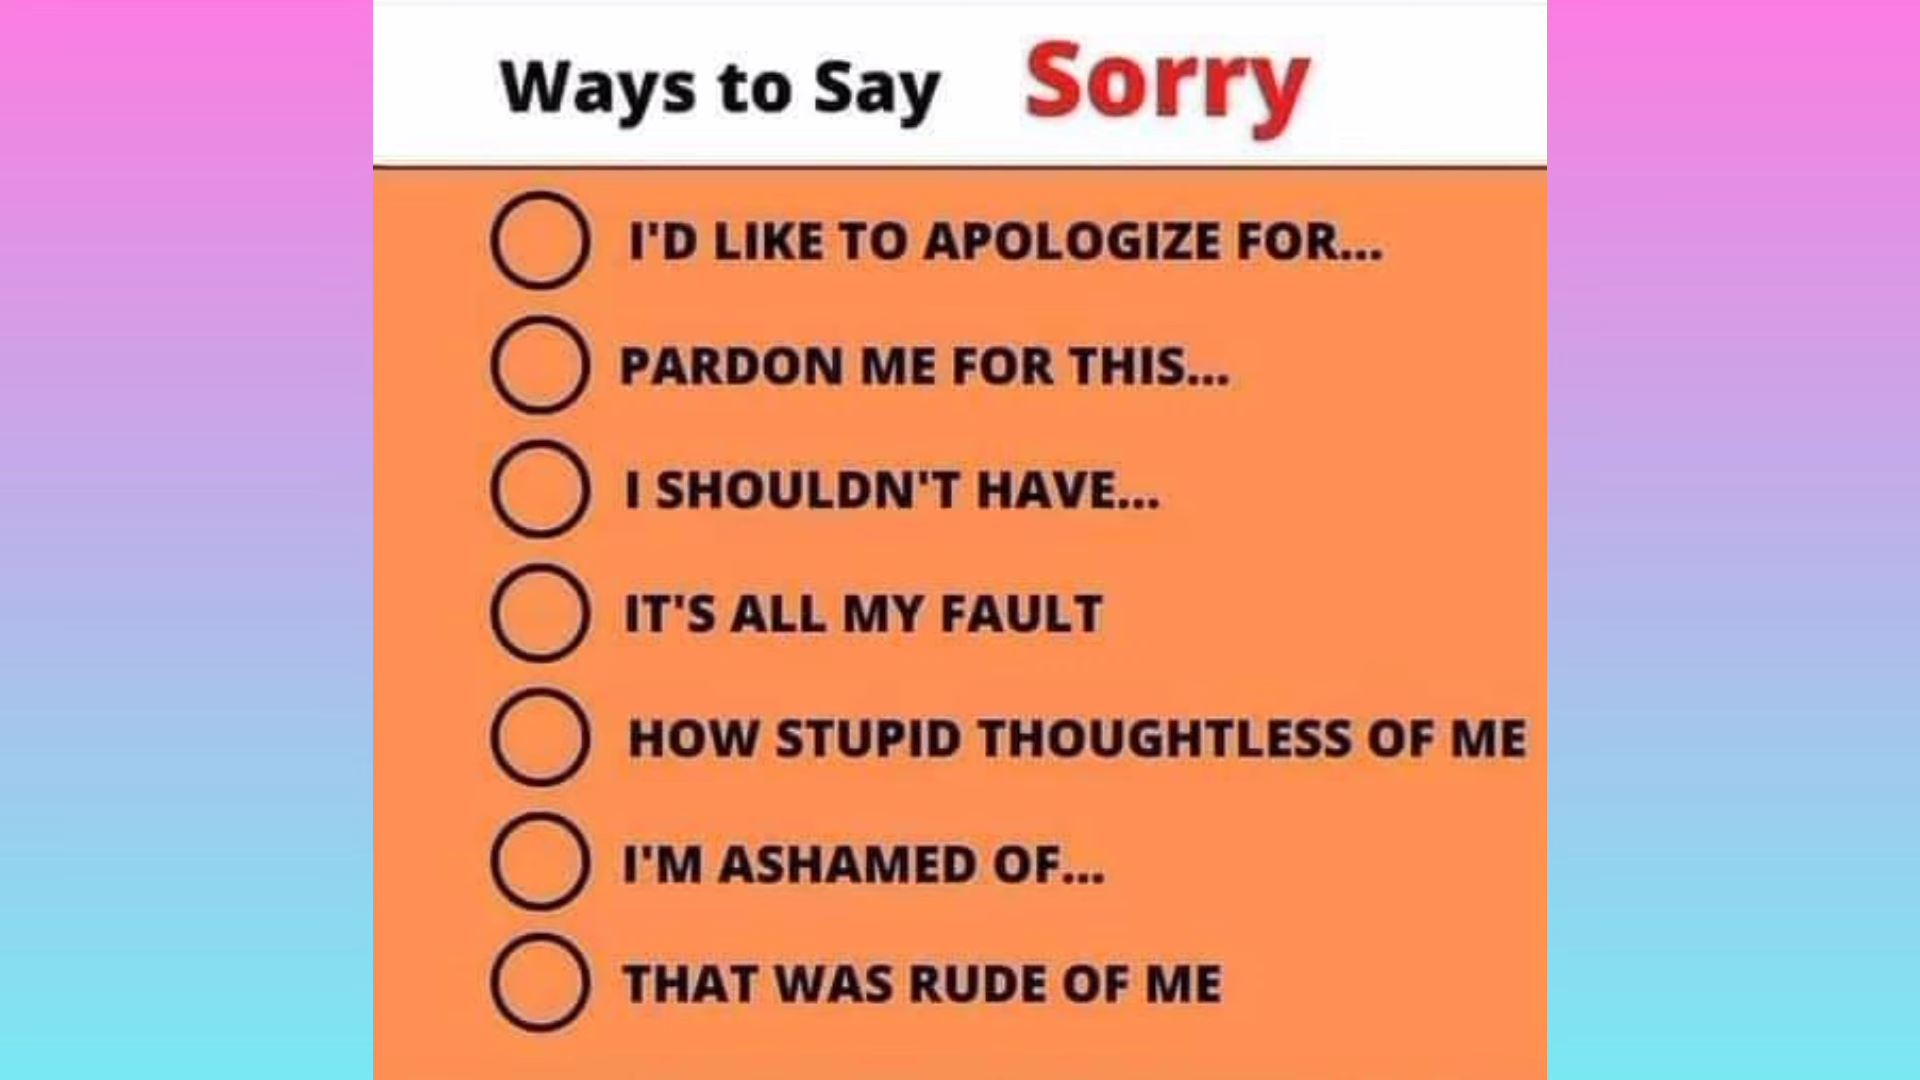 Ways to Say Sorry
I'D LIKE TO APOLOGIZE FOR...
PARDON ME FOR THIS...
I SHOULDN'T HAVE...
IT'S ALL MY FAULT
HOW STUPID THOUGHTLESS OF ME
I'M ASHAMED OF...
THAT WAS RUDE OF ME